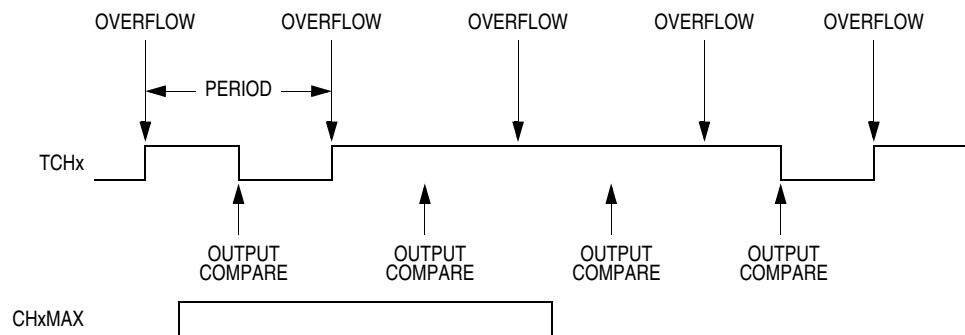 OVERFLOW OVERFLOW OVERFLOW OVERFLOW OVERFLOW
PERIOD
TCHx
OUTPUT OUTPUT OUTPUT OUTPUT
COMPARE COMPARE COMPARE COMPARE
CHxMAX